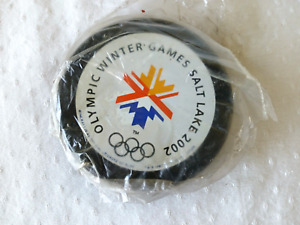 OLYMPIC WINTER GAMES SALT LAKE 2002
TM